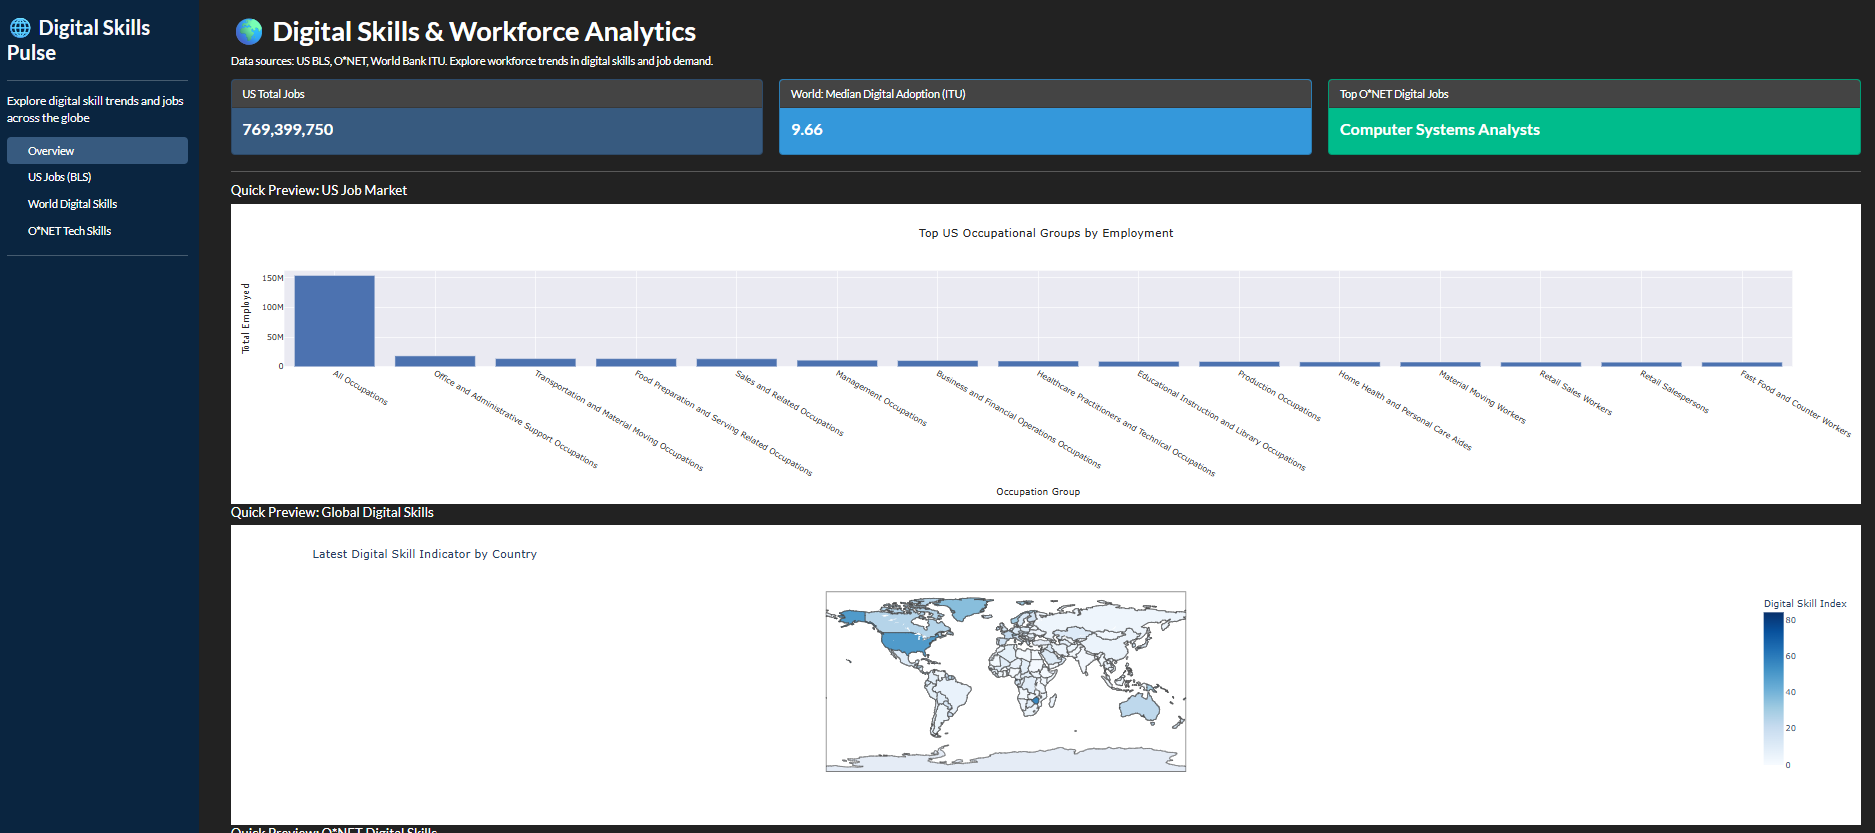 Digital Skills
Pulse
Explore digital skill trends and jobs
across the globe
Overview
US Jobs (BLS)
World Digital Skills
O*NET Tech Skills
Digital Skills & Workforce Analytics
Data sources: US BLS, O*NET, World Bank ITU. Explore workforce trends in digital skills and job demand.
US Total Jobs
769,399,750
World: Median Digital Adoption (ITU)
9.66
Top O*NET Digital Jobs
Computer Systems Analysts
Quick Preview: US Job Market
Top US Occupational Groups by Employment
Total Employed
150M
100M
50M
0
All Occupations
Office and Administrative Support Occupations
Transportation and Material Moving Occupations
Food Preparation and Serving Related Occupations
Sales and Related Occupations
Management Occupations
Business and Financial Operations Occupations
Healthcare Practitioners and Technical Occupations
Educational Instruction and Library Occupations
Production Occupations
Home Health and Personal Care Aides
Material Moving Workers
Retail Sales Workers
Retail Salespersons
Fast Food and Counter Workers
Occupation Group
Quick Preview: Global Digital Skills
Latest Digital Skill Indicator by Country
Digital Skill Index
80
60
40
20
0
Quick Preview: O*NET Digital Skills